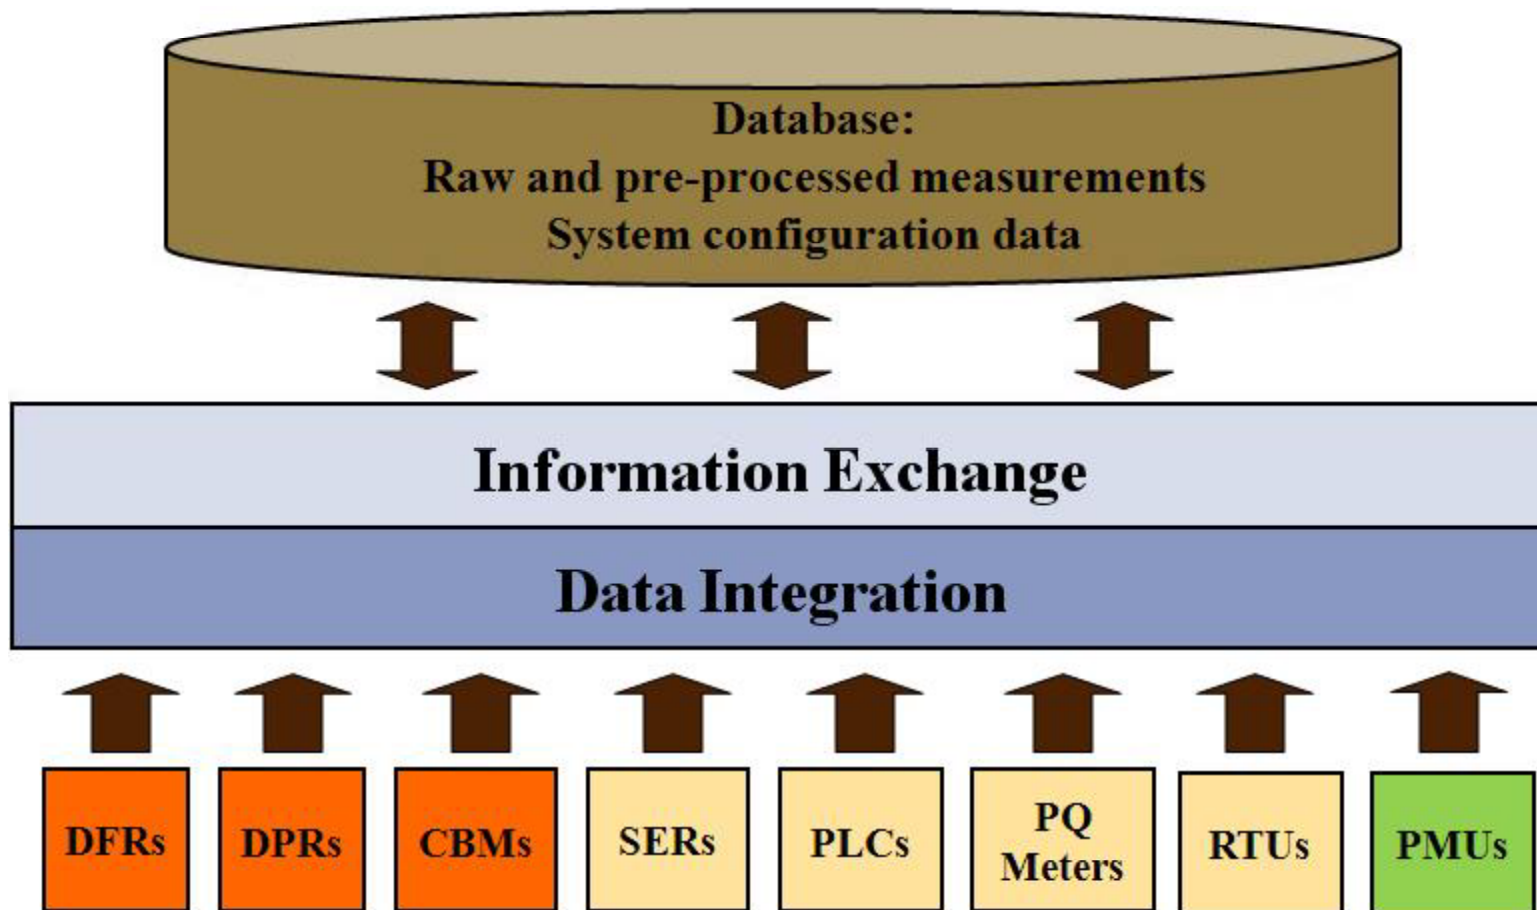 Database:
Raw and pre-processed measurements
System configuration data
Information Exchange
Data Integration
DFRs
DPRs
CBMs
SERs
PLCs
PQ
Meters
RTUs
PMUs